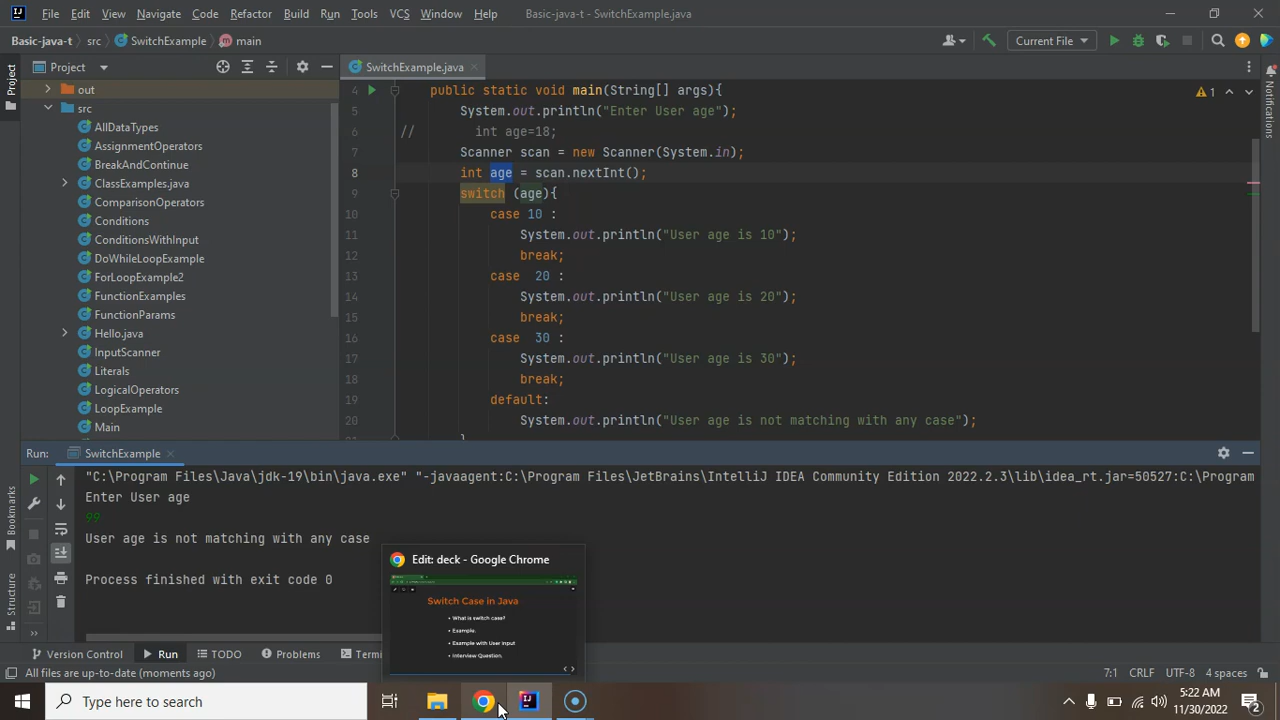 File Edit View Navigate Code Refactor Build Run Tools VCS Window Help Basic-java-t - SwitchExample.java
Basic-java-t src SwitchExample main Current File
Project SwitchExample.java
Project
out
src
AllDataTypes
AssignmentOperators
BreakAndContinue
ClassExamples.java
ComparisonOperators
Conditions
ConditionsWithInput
DoWhileLoopExample
ForLoopExample2
FunctionExamples
FunctionParams
Hello.java
InputScanner
Literals
LogicalOperators
LoopExample
Main
1
4 public static void main(String[] args){
5 System.out.println("Enter User age");
6 // int age=18;
7 Scanner scan = new Scanner(System.in);
8 int age = scan.nextInt();
9 switch (age){
10 case 10 :
11 System.out.println("User age is 10");
12 break;
13 case 20 :
14 System.out.println("User age is 20");
15 break;
16 case 30 :
17 System.out.println("User age is 30");
18 break;
19 default:
20 System.out.println("User age is not matching with any case");
}
Notifications
Run: SwitchExample
"C:\Program Files\Java\jdk-19\bin\java.exe" "-javaagent:C:\Program Files\JetBrains\IntelliJ IDEA Community Edition 2022.2.3\lib\idea_rt.jar=50527:C:\Program
Enter User age
99
User age is not matching with any case
Process finished with exit code 0
Bookmarks
Structure
Edit: deck - Google Chrome
Switch Case in Java
• What is switch case?
• Example.
• Example with User input
• Interview Question.
Version Control Run TODO Problems Termi
All files are up-to-date (moments ago) 7:1 CRLF UTF-8 4 spaces
Type here to search
5:22 AM
11/30/2022
2